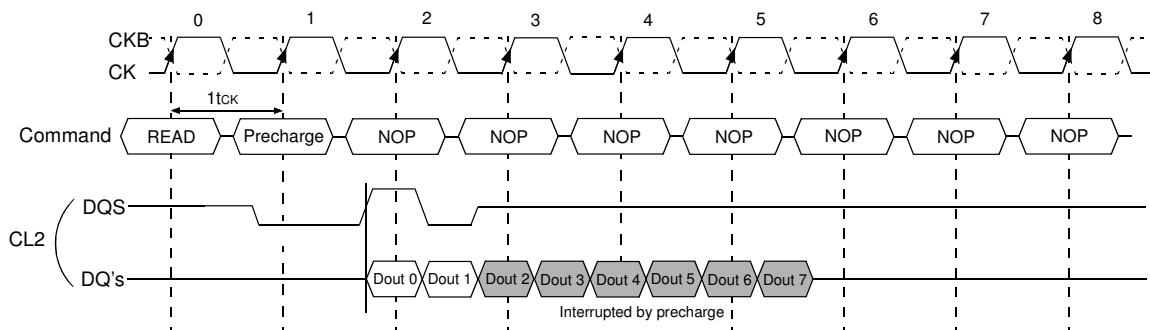 0 1 2 3 4 5 6 7 8
CKB
CK
1tCK
Command READ Precharge NOP NOP NOP NOP NOP NOP NOP
DQS
CL2
DQ's Dout 0 Dout 1 Dout 2 Dout 3 Dout 4 Dout 5 Dout 6 Dout 7
Interrupted by precharge